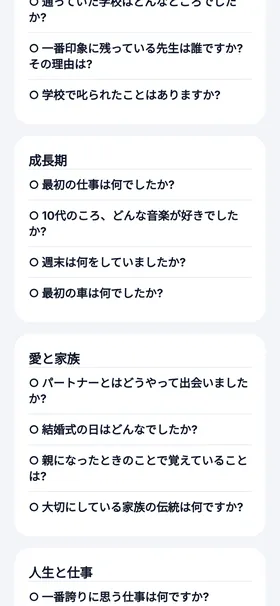 ○ 通っていた学校はどんなところでした
か?
○ 一番印象に残っている先生は誰ですか?
その理由は?
○ 学校で叱られたことはありますか?
成長期
○ 最初の仕事は何でしたか?
○ 10代のころ、どんな音楽が好きでした
か?
○ 週末は何をしていましたか?
○ 最初の車は何でしたか?
愛と家族
○ パートナーとはどうやって出会いました
か?
○ 結婚式の日はどんなでしたか?
○ 親になったときのことで覚えていること
は?
○ 大切にしている家族の伝統は何ですか?
人生と仕事
○ 一番誇りに思う仕事は何ですか?